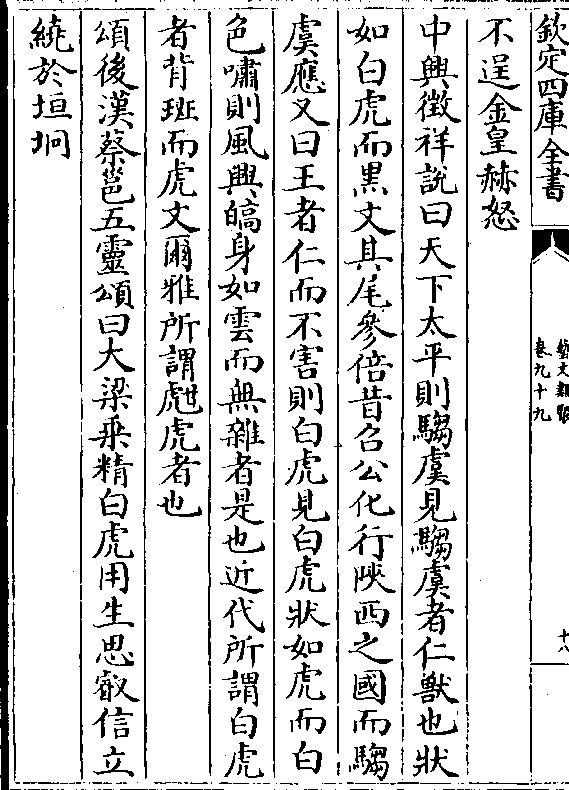 欽定四庫全書
藝文類聚
卷九十九
十八
不逞金皇赫怒
中興徵祥說曰天下太平則騶虞見騶虞者仁獸也狀
如白虎而黒文其尾參倍昔召公化行陜西之國而騶
虞應又曰王者仁而不害則白虎見白虎狀如虎而白
色嘯則風興皜身如雲而無雜者是也近代所謂白虎
者背斑而虎文爾雅所謂甝虎者也
頌後漢蔡邕五靈頌曰大梁乘精白虎用生思叡信立
繞於垣坰